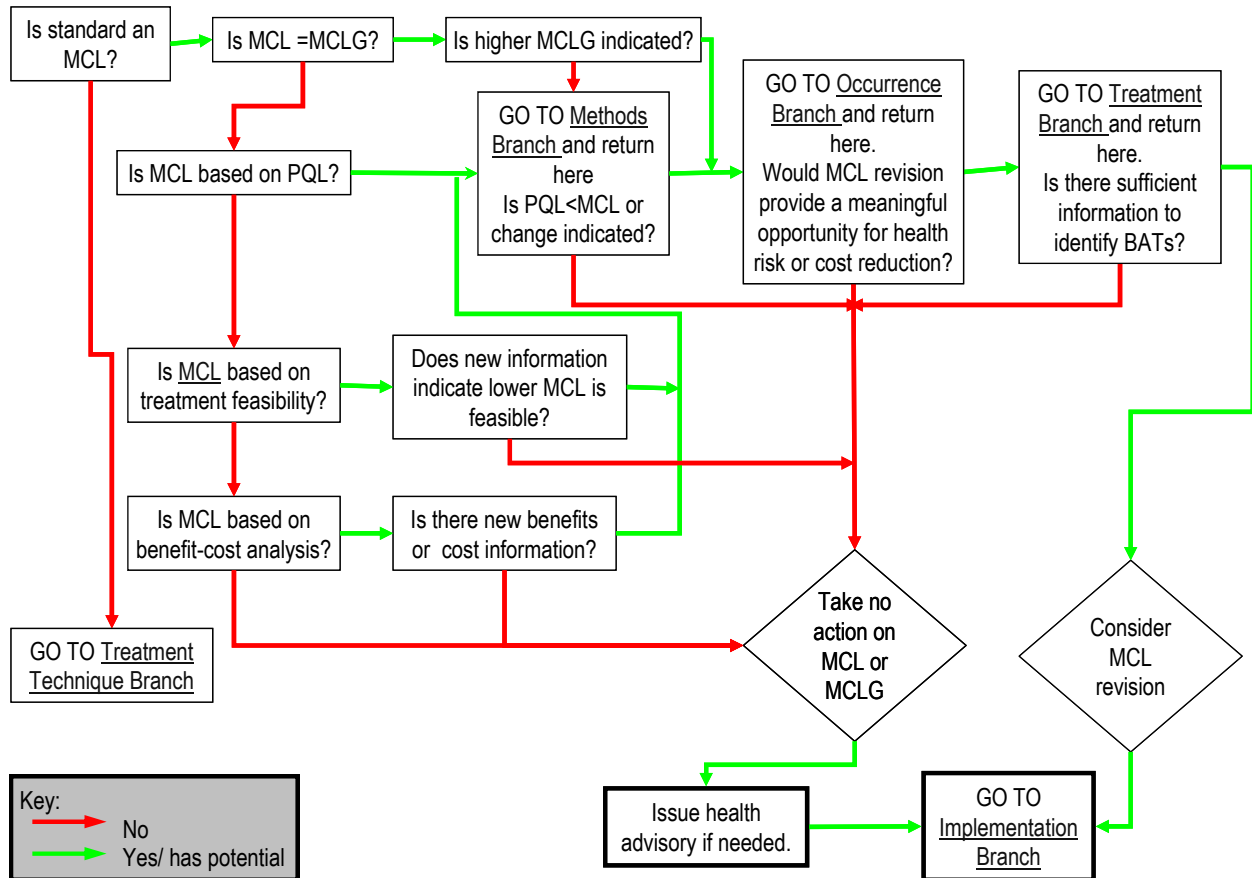 Is standard an
MCL?
Is MCL =MCLG?
Is higher MCLG indicated?
GO TO Methods
Branch and return
here
Is PQL<MCL or
change indicated?
GO TO Occurrence
Branch and return
here.
Would MCL revision
provide a meaningful
opportunity for health
risk or cost reduction?
GO TO Treatment
Branch and return
here.
Is there sufficient
information to
identify BATs?
Is MCL based on PQL?
Is MCL based on
treatment feasibility?
Does new information
indicate lower MCL is
feasible?
Is MCL based on
benefit-cost analysis?
Is there new benefits
or cost information?
GO TO Treatment
Technique Branch
Take no
action on
MCL or
MCLG
Consider
MCL
revision
Key:
No
Yes/ has potential
Issue health
advisory if needed.
GO TO
Implementation
Branch